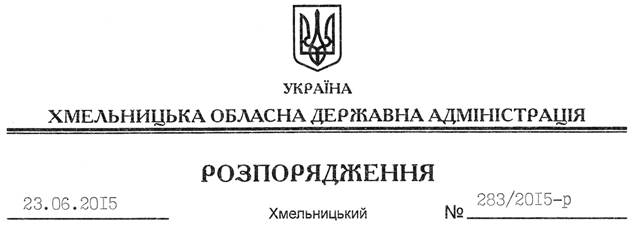 УКРАЇНА
ХМЕЛЬНИЦЬКА ОБЛАСНА ДЕРЖАВНА АДМІНІСТРАЦІЯ
РОЗПОРЯДЖЕННЯ
23.06.2015 Хмельницький № 283/2015-р